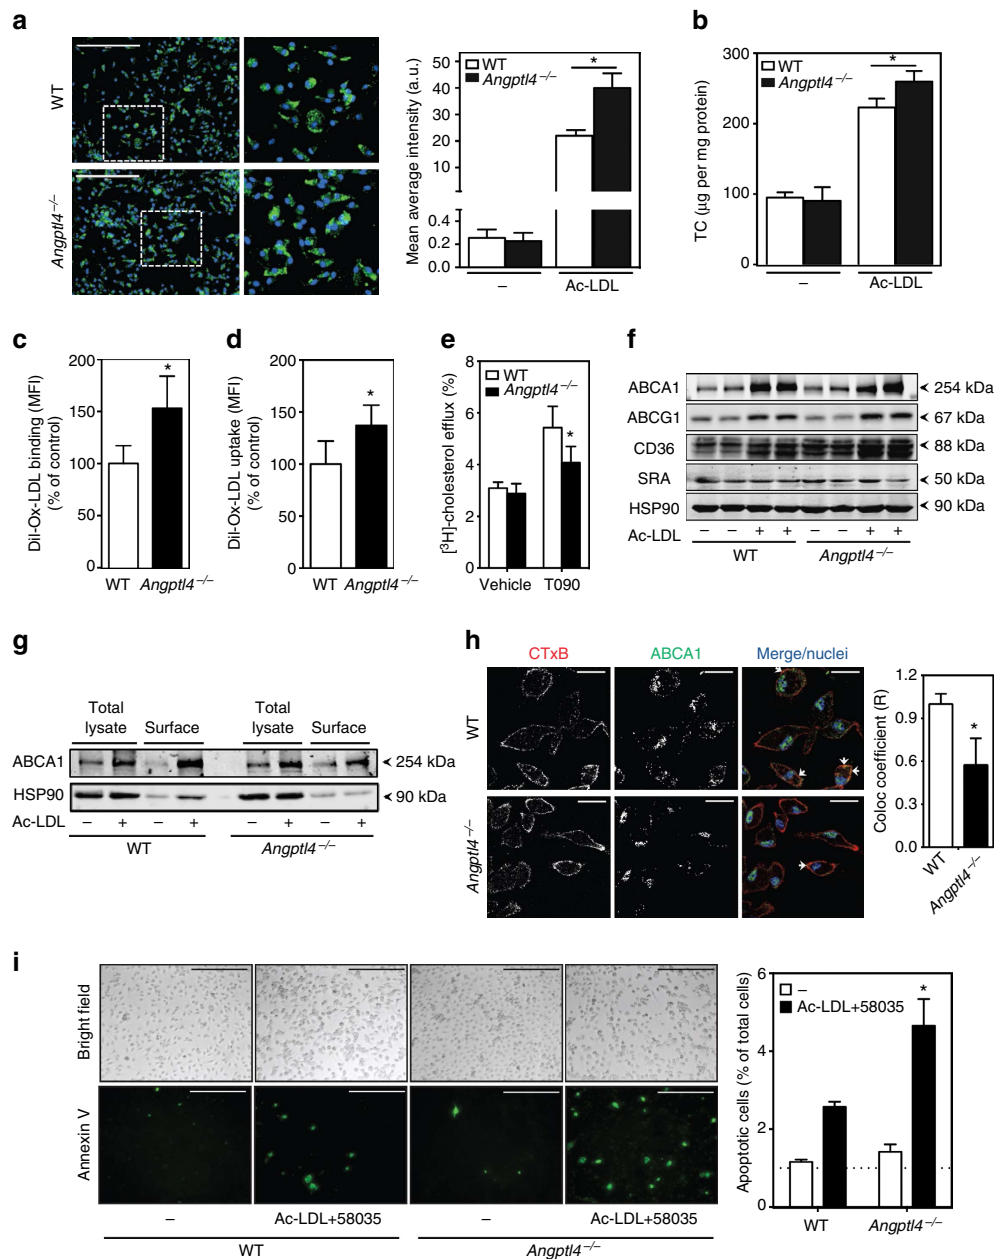 a
WT
Angptl4−/−
Mean average intensity (a.u.)
50
40
30
20
10
0.4
0.2
0.0
WT
Angptl4−/−
*
–
Ac-LDL
b
TC (µg per mg protein)
300
200
100
0
WT
Angptl4−/−
*
–
Ac-LDL
c
DiI-Ox-LDL binding (MFI)
(% of control)
200
150
100
50
0
*
WT Angptl4−/−
d
DiI-Ox-LDL uptake (MFI)
(% of control)
200
150
100
50
0
*
WT Angptl4−/−
e
[3H]-cholesterol efflux (%)
8
6
4
2
0
WT
Angptl4−/−
*
Vehicle T090
f
ABCA1 254 kDa
ABCG1 67 kDa
CD36 88 kDa
SRA 50 kDa
HSP90 90 kDa
Ac-LDL – – + + – – + +
WT Angptl4−/−
g
Total lysate Surface Total lysate Surface
ABCA1 254 kDa
HSP90 90 kDa
Ac-LDL – + – + – + – +
WT Angptl4−/−
h
CTxB ABCA1 Merge/nuclei
WT
Angptl4−/−
Coloc coefficient (R)
1.2
0.9
0.6
0.3
0.0
*
WT Angptl4−/−
i
Bright field
Annexin V
– Ac-LDL+58035 – Ac-LDL+58035
WT Angptl4−/−
Apoptotic cells (% of total cells)
6
4
2
0
–
Ac-LDL+58035
*
WT Angptl4−/−